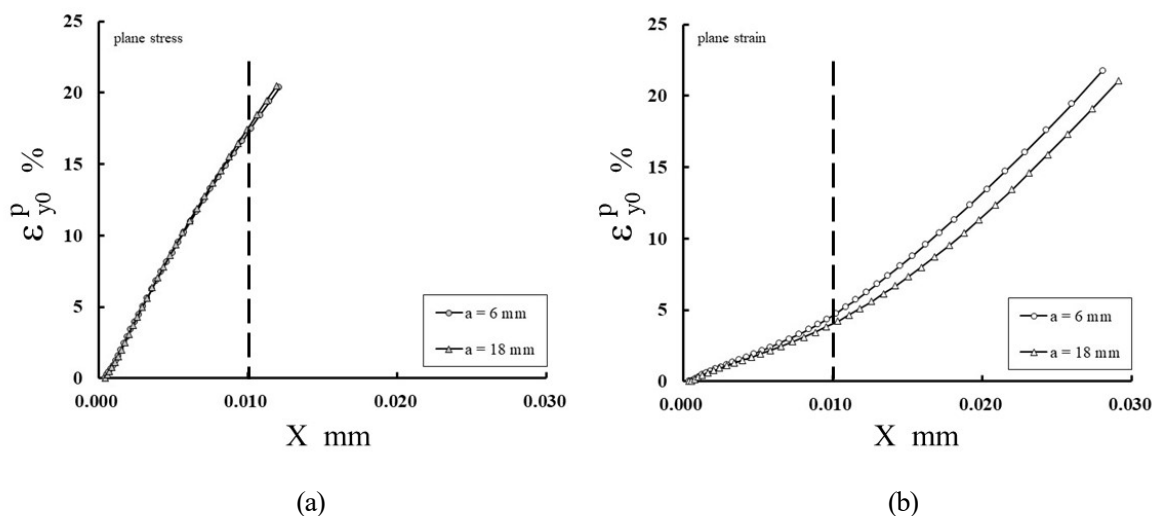 plane stress
25
20
15
10
5
0
ε^p_y0 %
0.000 0.010 0.020 0.030
X mm
a = 6 mm
a = 18 mm
(a)
plane strain
25
20
15
10
5
0
ε^p_y0 %
0.000 0.010 0.020 0.030
X mm
a = 6 mm
a = 18 mm
(b)